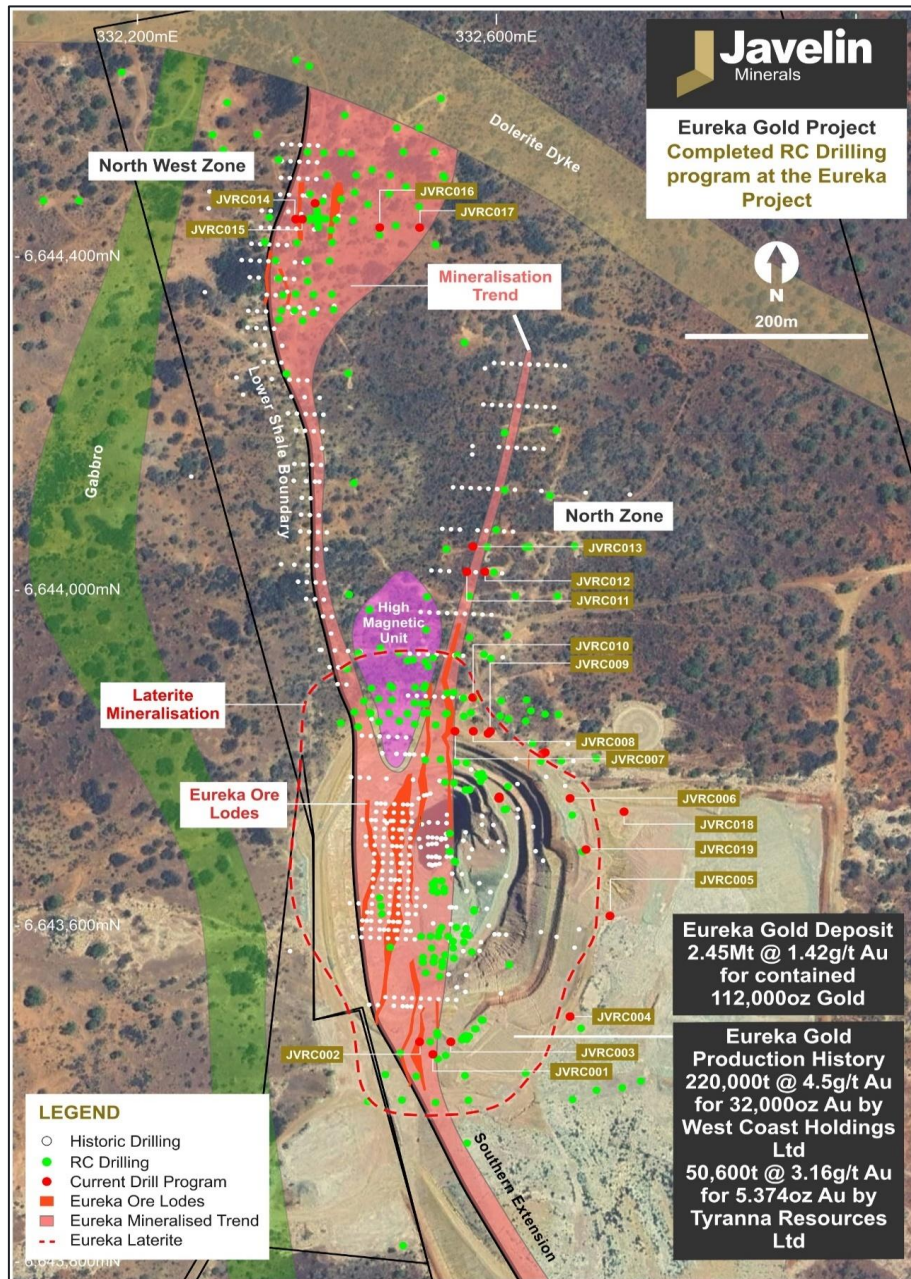 332,200mE
332,600mE
Javelin
Minerals
Eureka Gold Project
Completed RC Drilling
program at the Eureka
Project
N
200m
Dolerite Dyke
North West Zone
JVRC014
JVRC016
JVRC017
JVRC015
6,644,400mN
Mineralisation
Trend
Lower Shale Boundary
Gabbro
North Zone
JVRC013
JVRC012
JVRC011
6,644,000mN
High
Magnetic
Unit
JVRC010
JVRC009
Laterite
Mineralisation
JVRC008
JVRC007
Eureka Ore
Lodes
JVRC006
JVRC018
JVRC019
JVRC005
6,643,600mN
Eureka Gold Deposit
2.45Mt @ 1.42g/t Au
for contained
112,000oz Gold
JVRC004
JVRC002
JVRC003
JVRC001
Eureka Gold
Production History
220,000t @ 4.5g/t Au
for 32,000oz Au by
West Coast Holdings
Ltd
50,600t @ 3.16g/t Au
for 5.374oz Au by
Tyranna Resources
Ltd
Southern Extension
LEGEND
Historic Drilling
RC Drilling
Current Drill Program
Eureka Ore Lodes
Eureka Mineralised Trend
Eureka Laterite